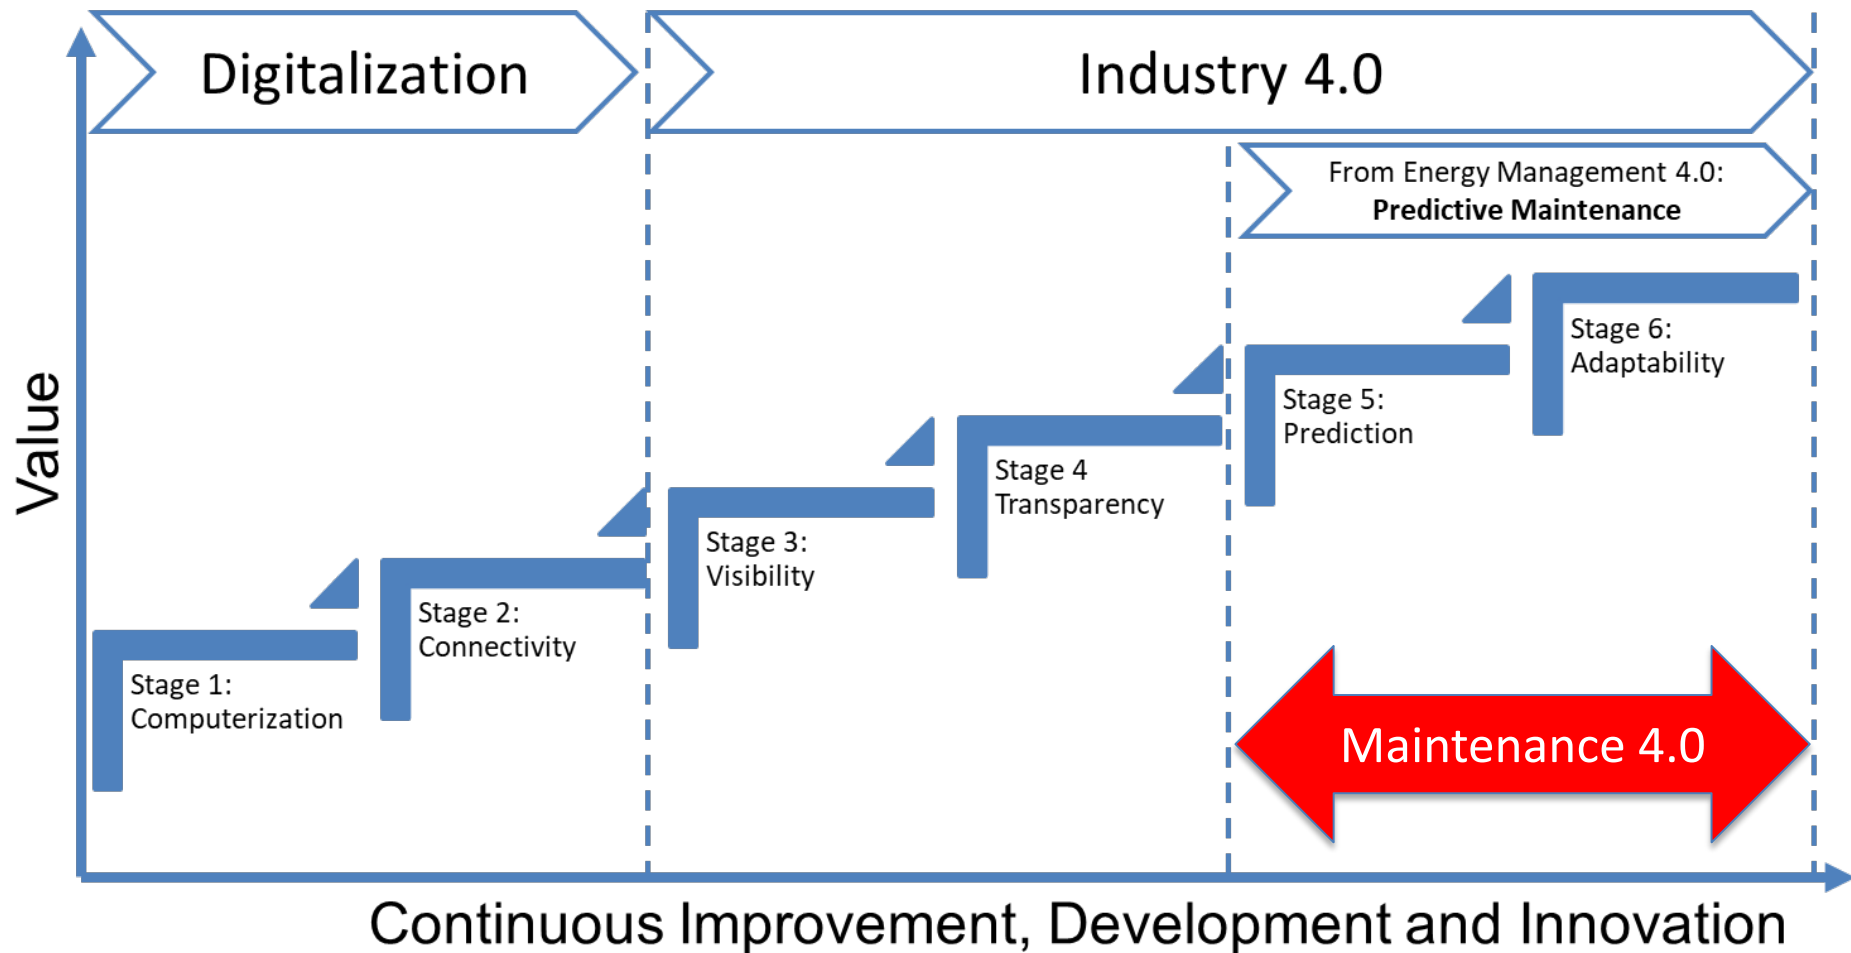 Digitalization
Industry 4.0
From Energy Management 4.0:
Predictive Maintenance
Stage 6:
Adaptability
Stage 5:
Prediction
Stage 4
Transparency
Stage 3:
Visibility
Stage 2:
Connectivity
Stage 1:
Computerization
Maintenance 4.0
Value
Continuous Improvement, Development and Innovation